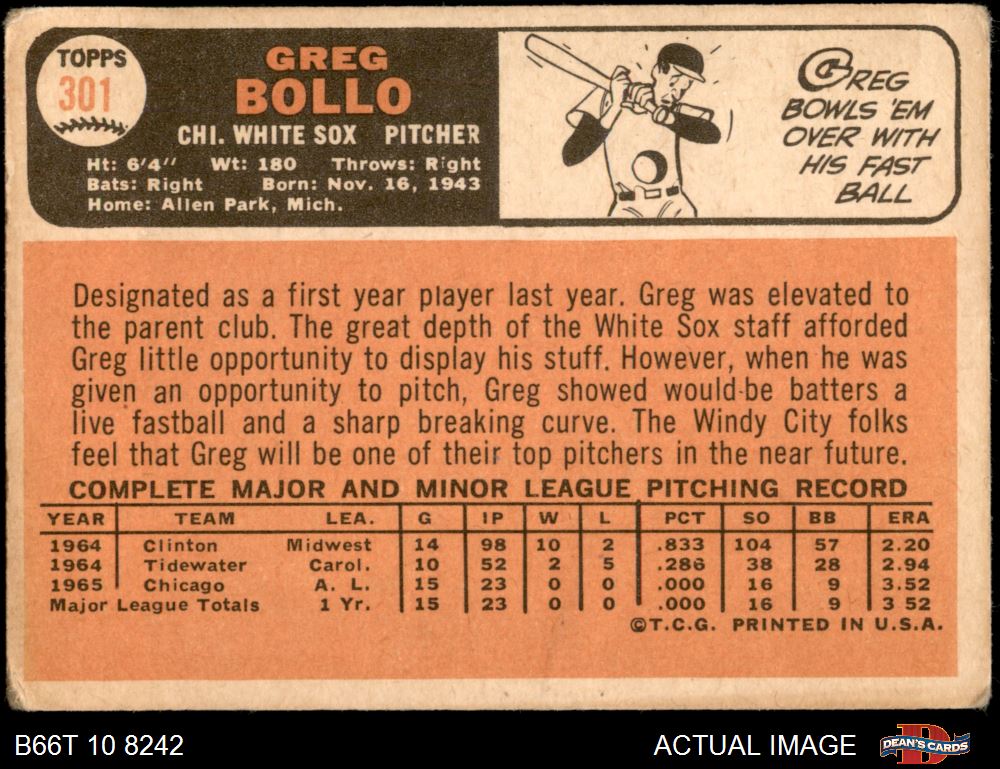 TOPPS
301
GREG
BOLLO
CHI. WHITE SOX PITCHER
Ht: 6'4" Wt: 180 Throws: Right
Bats: Right Born: Nov. 16, 1943
Home: Allen Park, Mich.
GREG
BOWLS 'EM
OVER WITH
HIS FAST
BALL
Designated as a first year player last year. Greg was elevated to
the parent club. The great depth of the White Sox staff afforded
Greg little opportunity to display his stuff. However, when he was
given an opportunity to pitch, Greg showed would-be batters a
live fastball and a sharp breaking curve. The Windy City folks
feel that Greg will be one of their top pitchers in the near future.
COMPLETE MAJOR AND MINOR LEAGUE PITCHING RECORD
YEAR TEAM LEA. G IP W L PCT SO BB ERA
1964 Clinton Midwest 14 98 10 2 .833 104 57 2.20
1964 Tidewater Carol. 10 52 2 5 .286 38 28 2.94
1965 Chicago A. L. 15 23 0 0 .000 16 9 3.52
Major League Totals 1 Yr. 15 23 0 0 .000 16 9 3 52
©T.C.G. PRINTED IN U.S.A.
B66T 10 8242
ACTUAL IMAGE
DEAN'S CARDS